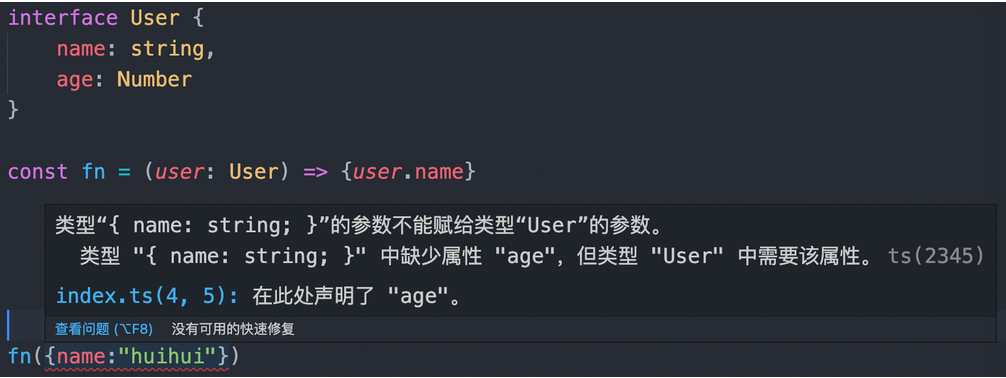 interface User {
name: string,
age: Number
}
const fn = (user: User) => {user.name}
类型“{ name: string; }”的参数不能赋给类型“User”的参数。
类型 "{ name: string; }" 中缺少属性 "age"，但类型 "User" 中需要该属性。 ts(2345)
index.ts(4, 5): 在此处声明了 "age"。
查看问题 (⌥F8) 没有可用的快速修复
fn({name:"huihui"})